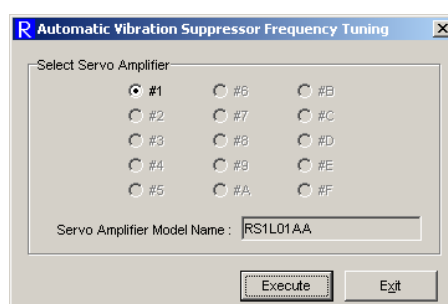 R Automatic Vibration Suppressor Frequency Tuning
Select Servo Amplifier
#1 #6 #B
#2 #7 #C
#3 #8 #D
#4 #9 #E
#5 #A #F
Servo Amplifier Model Name : RS1L01AA
Execute Exit